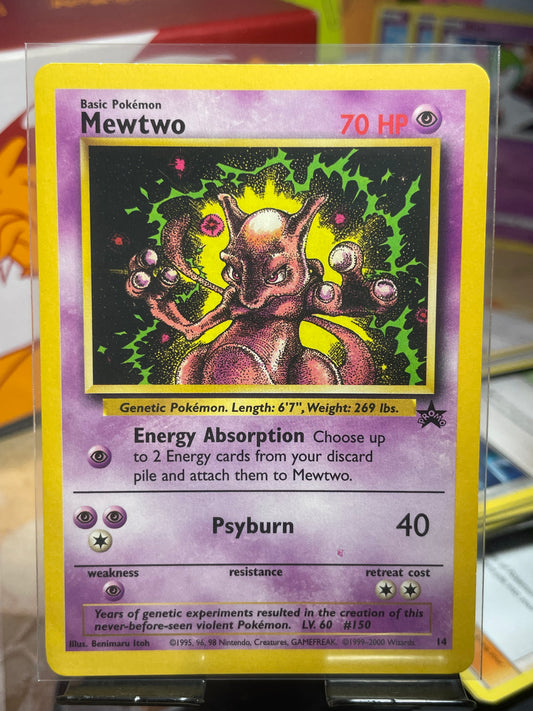 Basic Pokémon
Mewtwo
70 HP
Genetic Pokémon. Length: 6'7", Weight: 269 lbs.
PROMO
Energy Absorption Choose up
to 2 Energy cards from your discard
pile and attach them to Mewtwo.
Psyburn 40
weakness resistance retreat cost
Years of genetic experiments resulted in the creation of this
never-before-seen violent Pokémon. LV. 60 #150
Illus. Benimaru Itoh ©1995, 96, 98 Nintendo, Creatures, GAMEFREAK. ©1999-2000 Wizards. 14